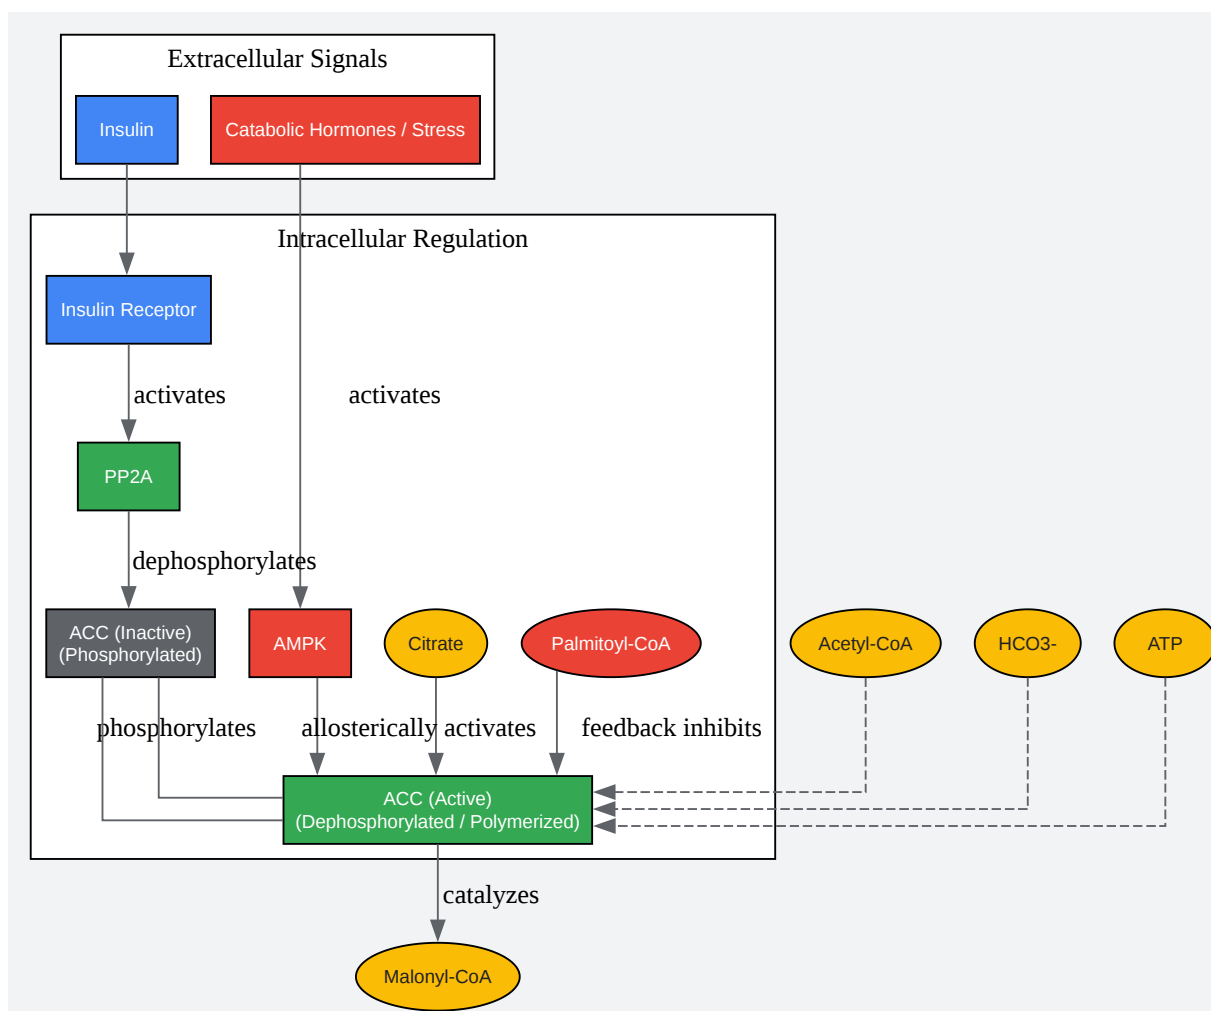 Extracellular Signals
Insulin
Catabolic Hormones / Stress
Intracellular Regulation
Insulin Receptor
activates
activates
PP2A
dephosphorylates
ACC (Inactive)
(Phosphorylated)
AMPK
Citrate
Palmitoyl-CoA
Acetyl-CoA
HCO3-
ATP
phosphorylates
allosterically activates
feedback inhibits
ACC (Active)
(Dephosphorylated / Polymerized)
catalyzes
Malonyl-CoA